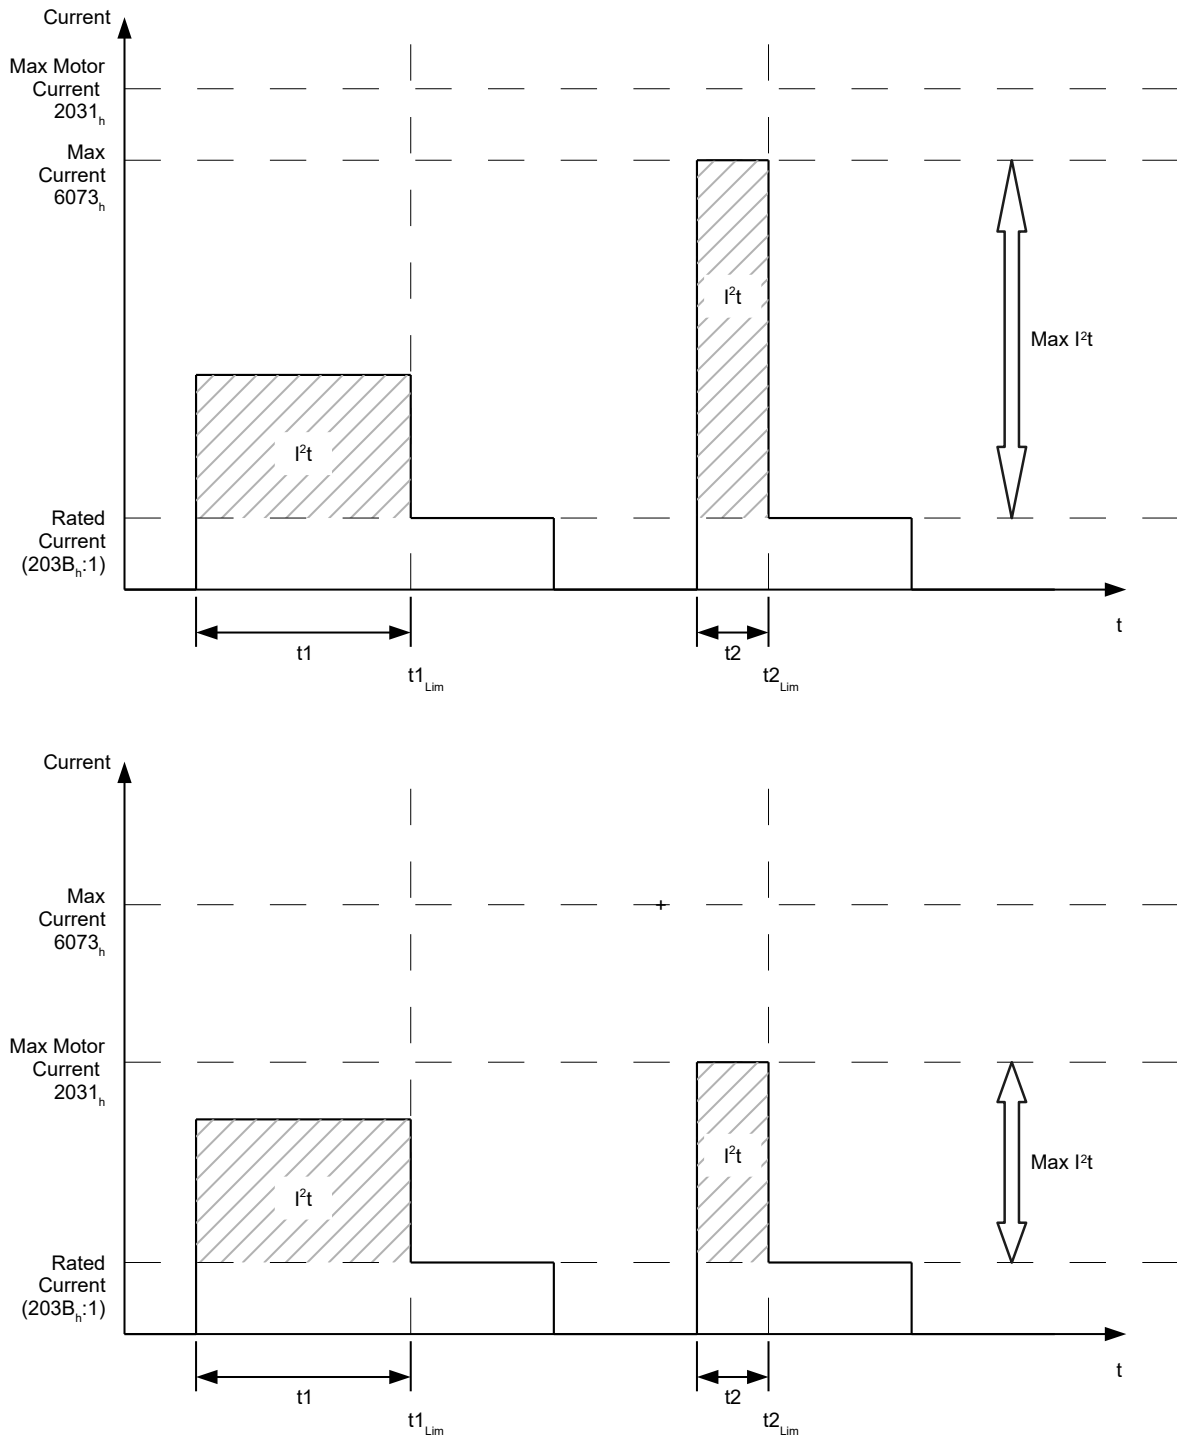 Current
Max Motor
Current
2031h
Max
Current
6073h
I²t
I²t
Max I²t
Rated
Current
(203Bh:1)
t
t1
t2
t1Lim
t2Lim
Current
Max
Current
6073h
Max Motor
Current
2031h
I²t
I²t
Max I²t
Rated
Current
(203Bh:1)
t
t1
t2
t1Lim
t2Lim